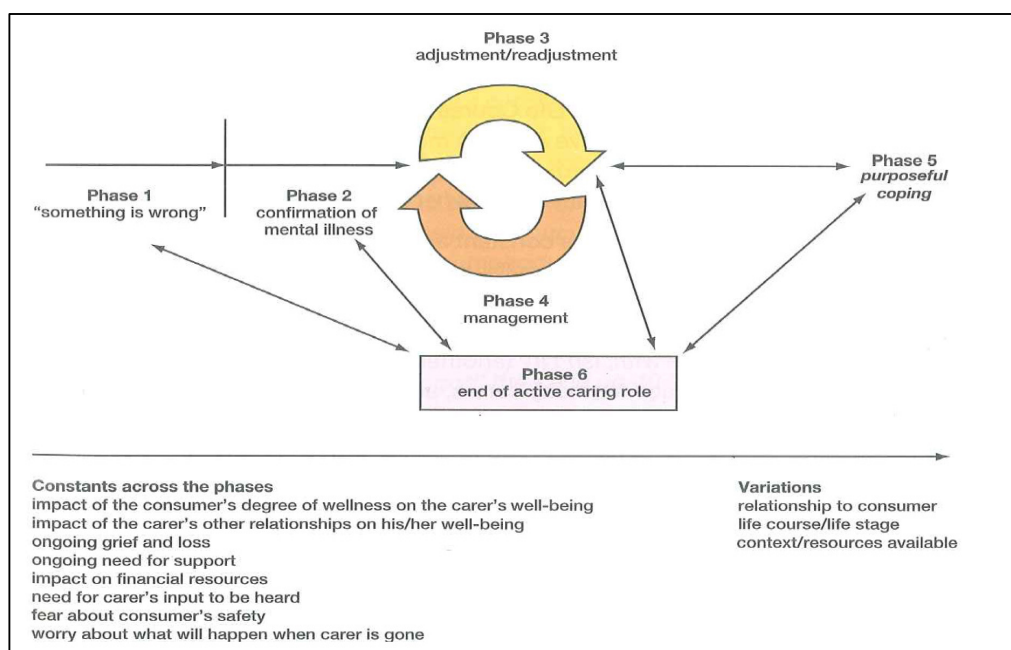 Phase 3
adjustment/readjustment
Phase 1
"something is wrong"
Phase 2
confirmation of
mental illness
Phase 5
purposeful
coping
Phase 4
management
Phase 6
end of active caring role
Constants across the phases
impact of the consumer's degree of wellness on the carer's well-being
impact of the carer's other relationships on his/her well-being
ongoing grief and loss
ongoing need for support
impact on financial resources
need for carer's input to be heard
fear about consumer's safety
worry about what will happen when carer is gone
Variations
relationship to consumer
life course/life stage
context/resources available